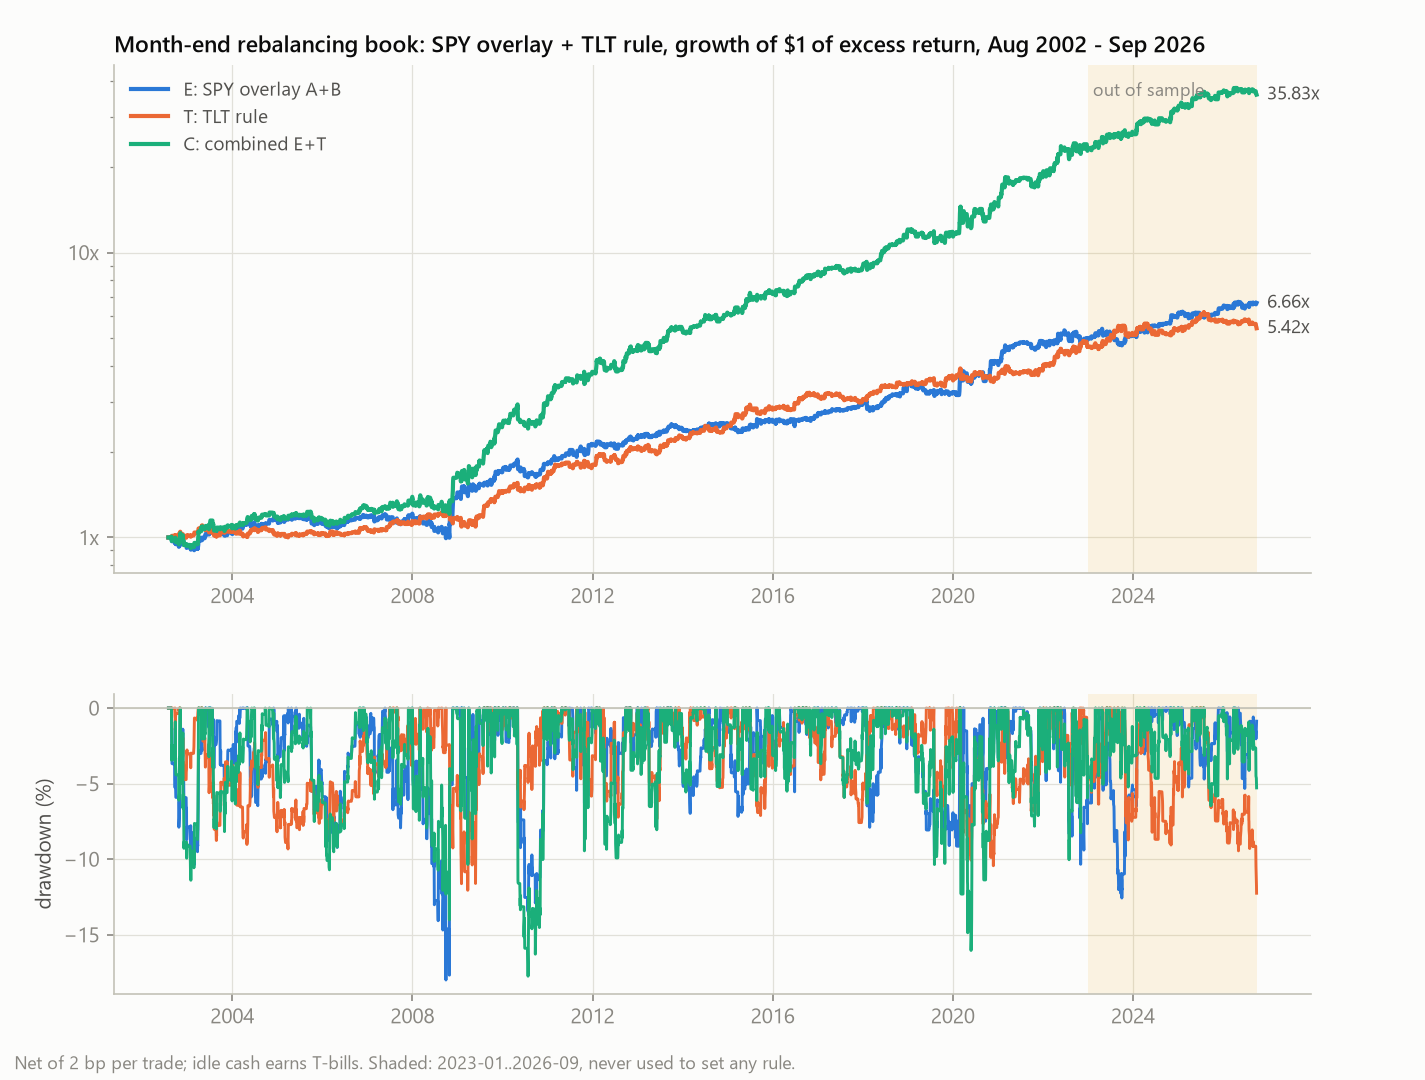 Month-end rebalancing book: SPY overlay + TLT rule, growth of $1 of excess return, Aug 2002 - Sep 2026
E: SPY overlay A+B
T: TLT rule
C: combined E+T
out of sample
35.83x
10x
6.66x
5.42x
1x
2004 2008 2012 2016 2020 2024
drawdown (%)
0
−5
−10
−15
2004 2008 2012 2016 2020 2024
Net of 2 bp per trade; idle cash earns T-bills. Shaded: 2023-01..2026-09, never used to set any rule.